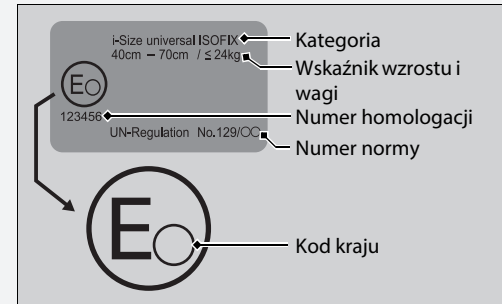 i-Size universal ISOFIX
40cm – 70cm / ≤ 24kg
E
123456
UN-Regulation No.129/○○
Kategoria
Wskaźnik wzrostu i
wagi
Numer homologacji
Numer normy
E
Kod kraju